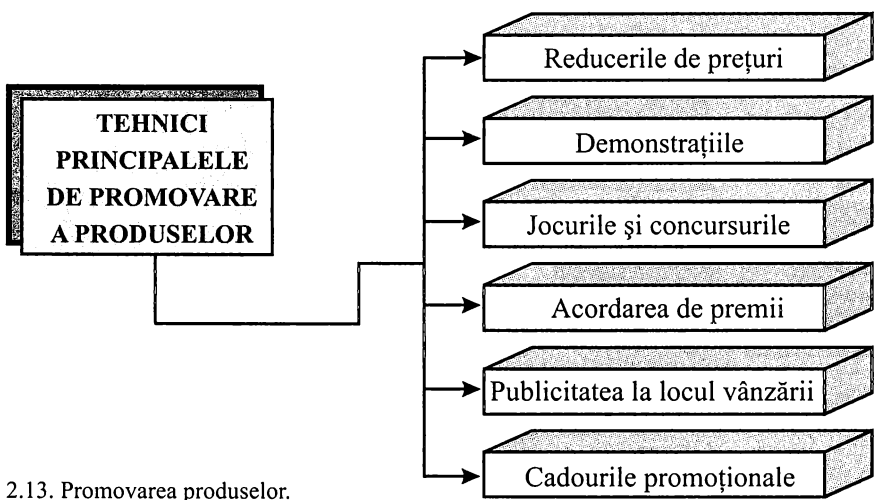 TEHNICI
PRINCIPALELE
DE PROMOVARE
A PRODUSELOR
Reducerile de prețuri
Demonstrațiile
Jocurile şi concursurile
Acordarea de premii
Publicitatea la locul vânzării
Cadourile promoționale
2.13. Promovarea produselor.